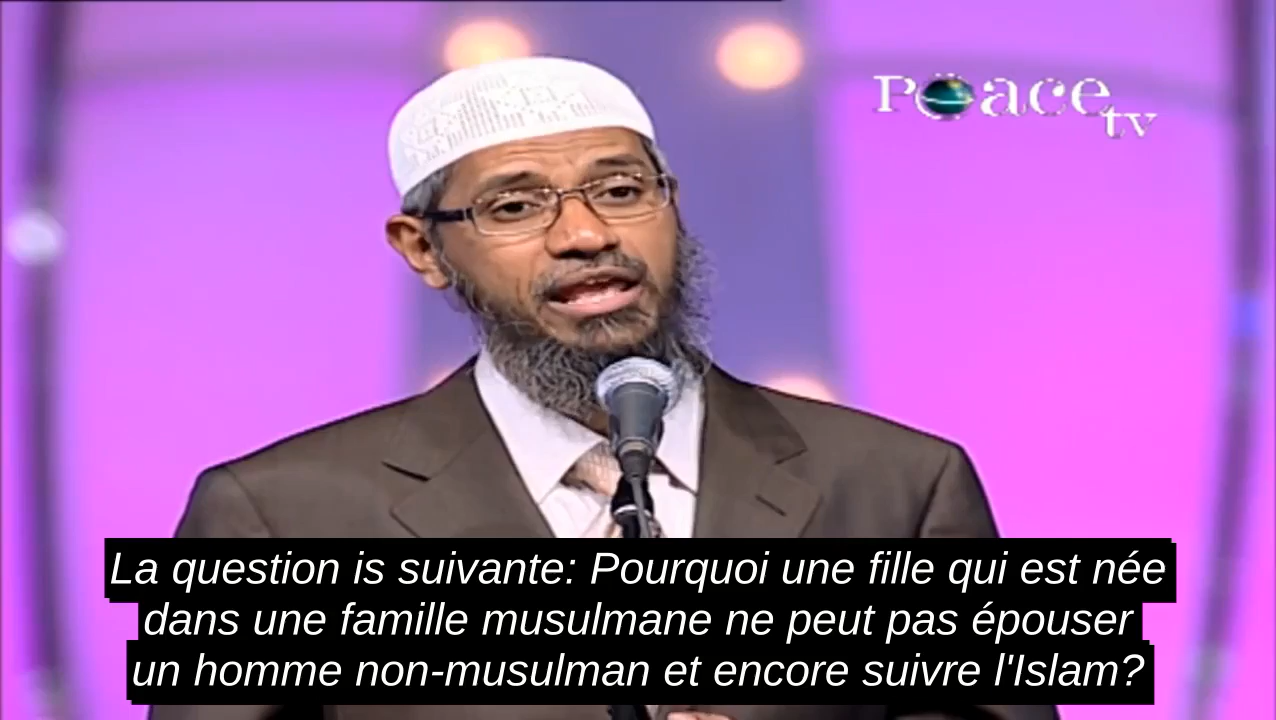 Peace
tv
La question is suivante: Pourquoi une fille qui est née
dans une famille musulmane ne peut pas épouser
un homme non-musulman et encore suivre l'Islam?